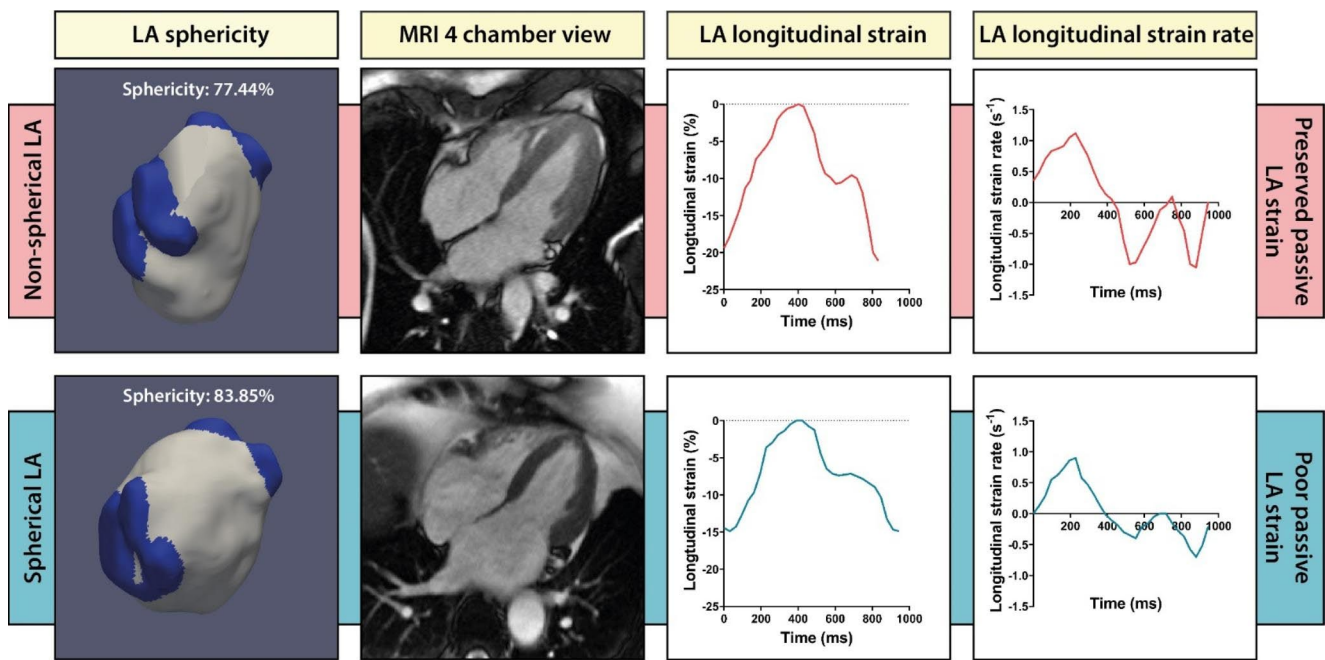 LA sphericity
MRI 4 chamber view
LA longitudinal strain
LA longitudinal strain rate
Non-spherical LA
Sphericity: 77.44%
Longtudinal strain (%)
0
-5
-10
-15
-20
-25
0
200
400
600
800
1000
Time (ms)
Longitudinal strain rate (s⁻¹)
1.5
1.0
0.5
0.0
-0.5
-1.0
-1.5
200
400
600
800
1000
Time (ms)
Preserved passive
LA strain
Spherical LA
Sphericity: 83.85%
Longtudinal strain (%)
0
-5
-10
-15
-20
-25
0
200
400
600
800
1000
Time (ms)
Longitudinal strain rate (s⁻¹)
1.5
1.0
0.5
0.0
-0.5
-1.0
-1.5
200
400
600
800
1000
Time (ms)
Poor passive
LA strain